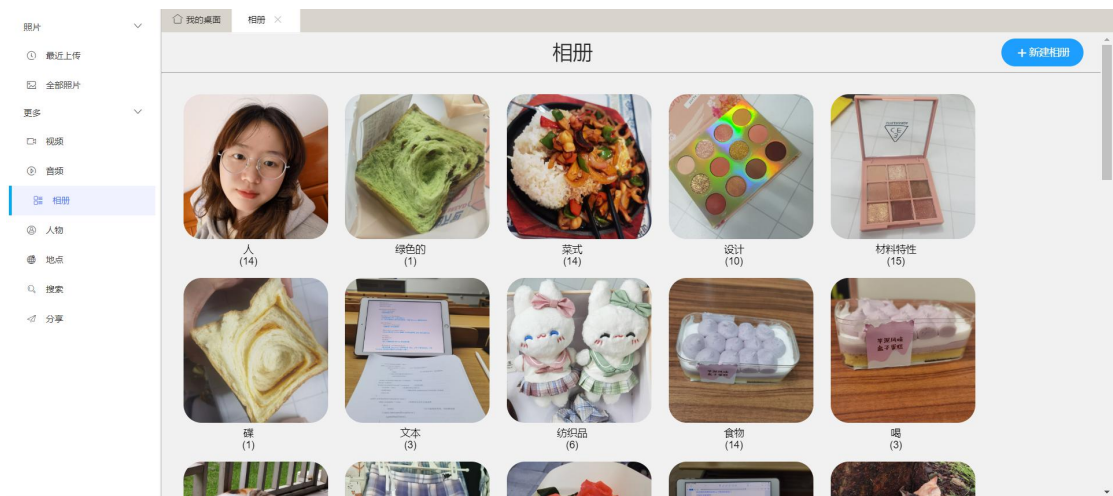 照片
最近上传
全部照片
更多
视频
音频
相册
人物
地点
搜索
分享
我的桌面
相册
相册
+新建相册
人
(14)
绿色的
(1)
菜式
(14)
设计
(10)
材料特性
(15)
碟
(1)
文本
(3)
纺织品
(6)
食物
(14)
喝
(3)